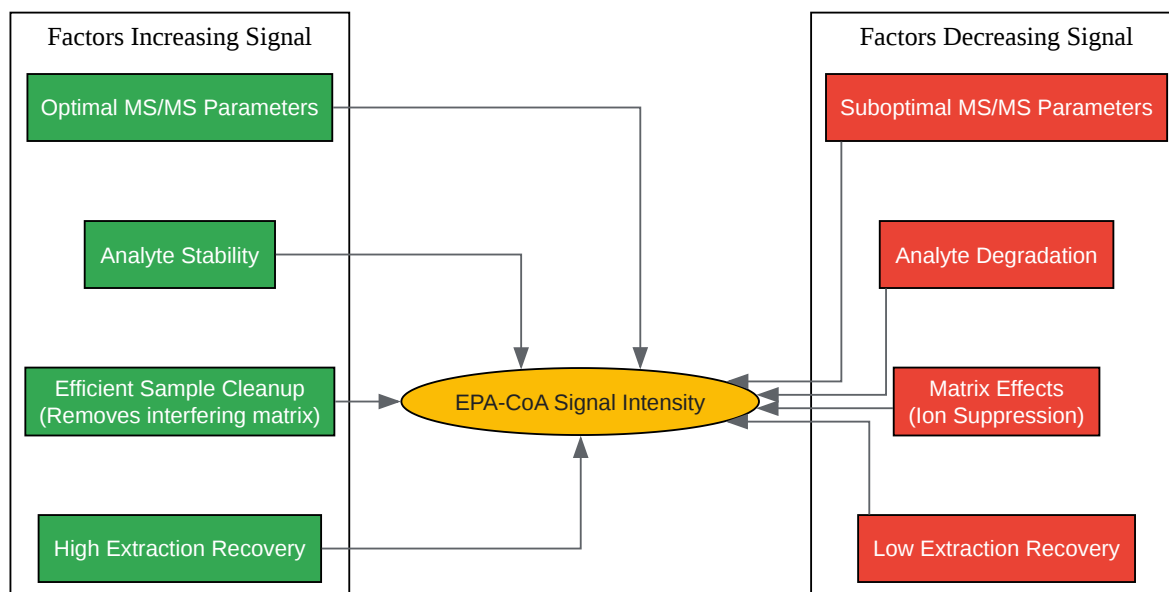 Factors Increasing Signal
Optimal MS/MS Parameters
Analyte Stability
Efficient Sample Cleanup
(Removes interfering matrix)
High Extraction Recovery
EPA-CoA Signal Intensity
Factors Decreasing Signal
Suboptimal MS/MS Parameters
Analyte Degradation
Matrix Effects
(Ion Suppression)
Low Extraction Recovery